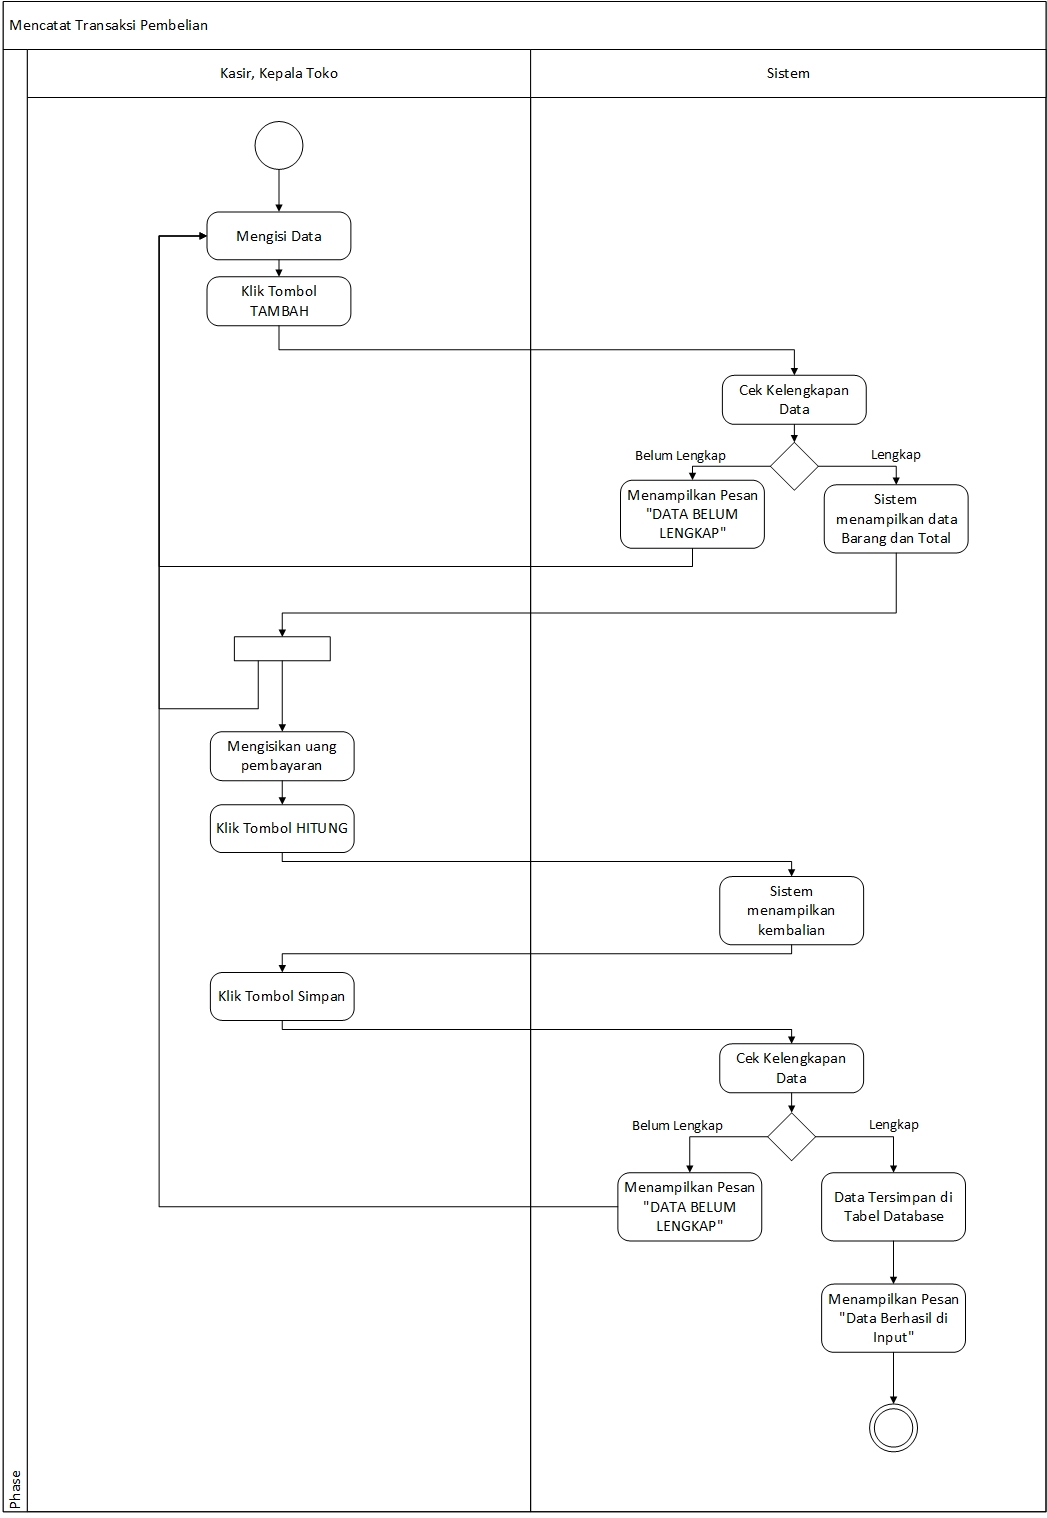 Mencatat Transaksi Pembelian
Kasir, Kepala Toko
Sistem
Mengisi Data
Klik Tombol
TAMBAH
Cek Kelengkapan
Data
Belum Lengkap
Lengkap
Menampilkan Pesan
"DATA BELUM
LENGKAP"
Sistem
menampilkan data
Barang dan Total
Mengisikan uang
pembayaran
Klik Tombol HITUNG
Sistem
menampilkan
kembalian
Klik Tombol Simpan
Cek Kelengkapan
Data
Belum Lengkap
Lengkap
Menampilkan Pesan
"DATA BELUM
LENGKAP"
Data Tersimpan di
Tabel Database
Menampilkan Pesan
"Data Berhasil di
Input"
Phase